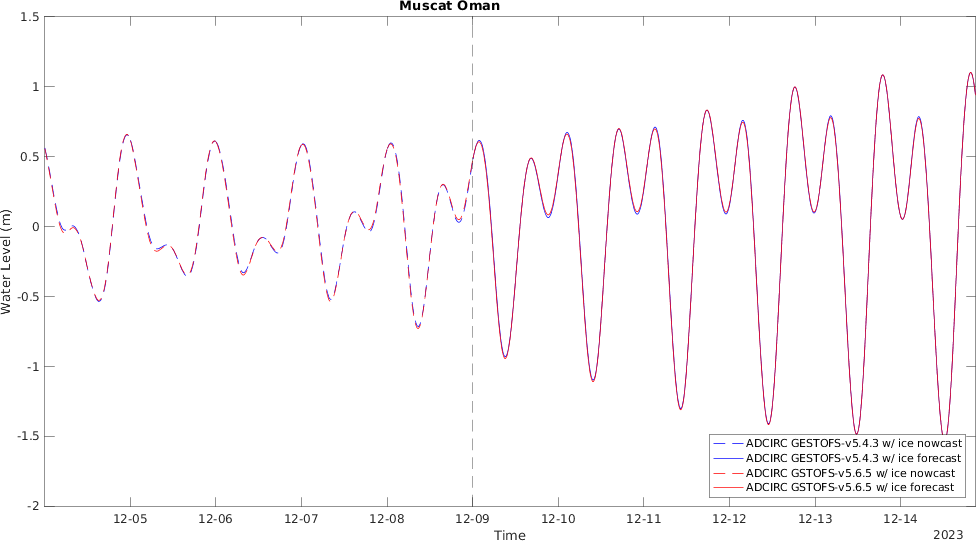 Muscat Oman
1.5
1
0.5
0
-0.5
-1
-1.5
-2
Water Level (m)
ADCIRC GESTOFS-v5.4.3 w/ ice nowcast
ADCIRC GESTOFS-v5.4.3 w/ ice forecast
ADCIRC GSTOFS-v5.6.5 w/ ice nowcast
ADCIRC GSTOFS-v5.6.5 w/ ice forecast
12-05 12-06 12-07 12-08 12-09 12-10 12-11 12-12 12-13 12-14
Time
2023